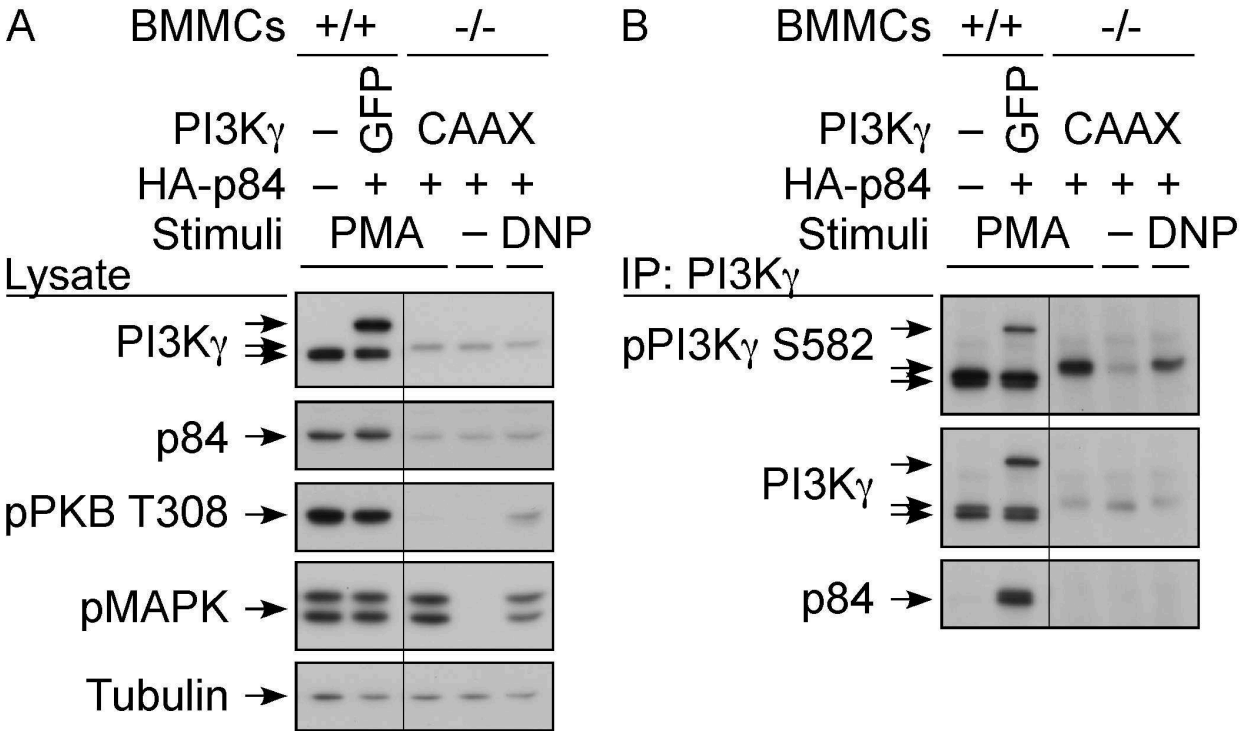 A BMMCs +/+ -/-
PI3Kγ – GFP CAAX
HA-p84 – + + + +
Stimuli PMA – DNP
Lysate
PI3Kγ
p84
pPKB T308
pMAPK
Tubulin
B BMMCs +/+ -/-
PI3Kγ – GFP CAAX
HA-p84 – + + + +
Stimuli PMA – DNP
IP: PI3Kγ
pPI3Kγ S582
PI3Kγ
p84